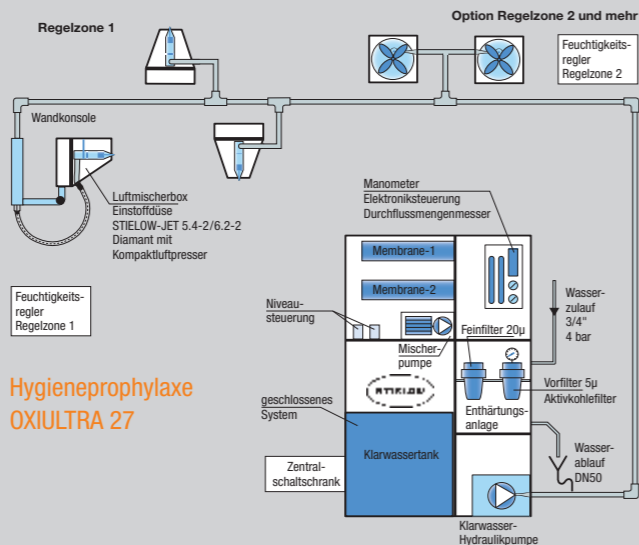 Regelzone 1
Option Regelzone 2 und mehr
Feuchtigkeits-
regler
Regelzone 2
Wandkonsole
Luftmischerbox
Einstoffdüse
STIELOW-JET 5.4-2/6.2-2
Diamant mit
Kompaktluftpresser
Manometer
Elektroniksteuerung
Durchflussmengenmesser
Membrane-1
Membrane-2
Feuchtigkeits-
regler
Regelzone 1
Niveau-
steuerung
Mischer-
pumpe
Feinfilter 20µ
Wasser-
zulauf
3/4"
4 bar
Hygieneprophylaxe
OXIULTRA 27
STIELOW
geschlossenes
System
Vorfilter 5µ
Aktivkohlefilter
Enthärtungs-
anlage
Klarwassertank
Zentral-
schaltschrank
Wasser-
ablauf
DN50
Klarwasser-
Hydraulikpumpe